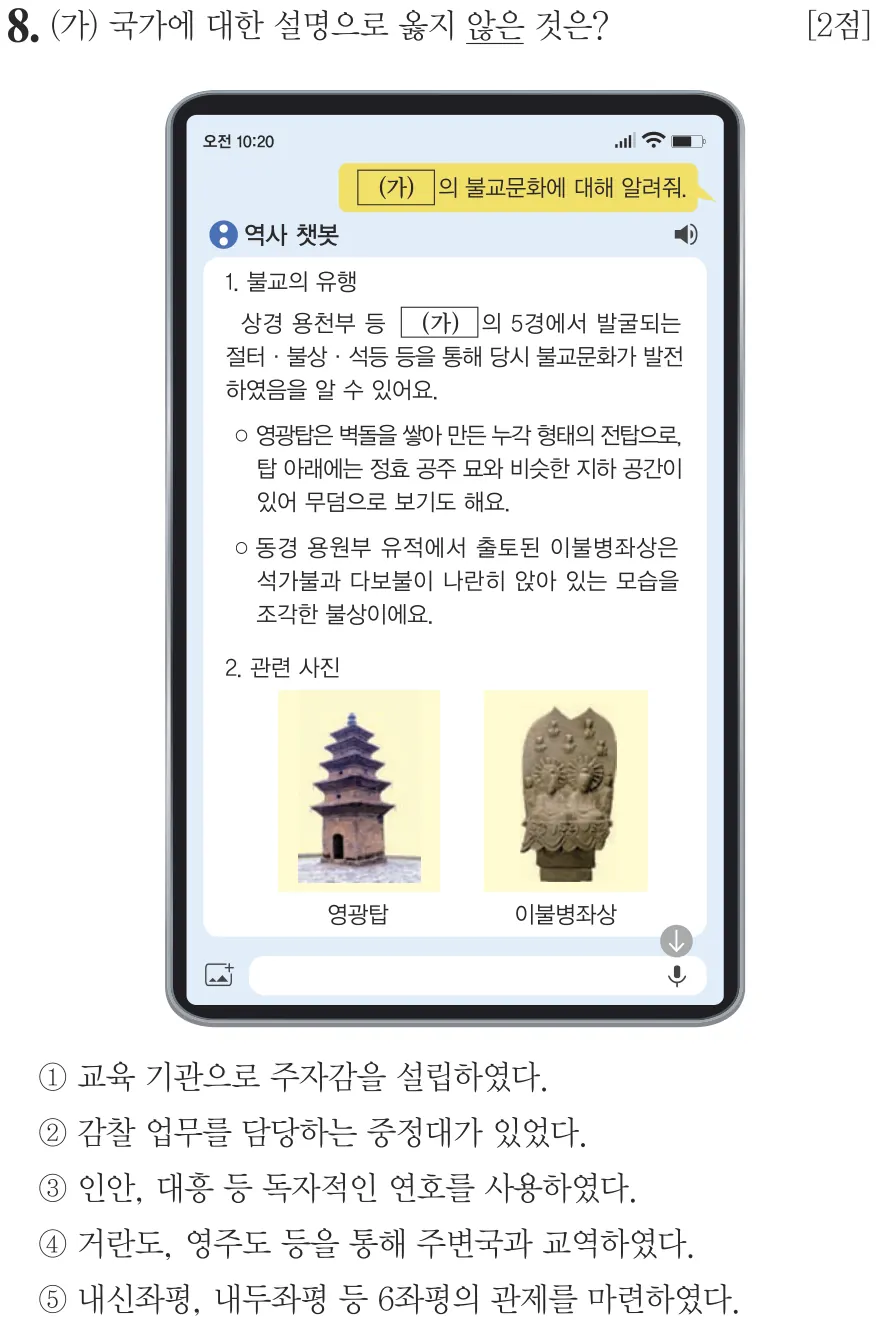 8. (가) 국가에 대한 설명으로 옳지 않은 것은? [2점]
오전 10:20
(가) 의 불교문화에 대해 알려줘.
역사 챗봇
1. 불교의 유행
상경 용천부 등 (가) 의 5경에서 발굴되는
절터 · 불상 · 석등 등을 통해 당시 불교문화가 발전
하였음을 알 수 있어요.
○ 영광탑은 벽돌을 쌓아 만든 누각 형태의 전탑으로,
탑 아래에는 정효 공주 묘와 비슷한 지하 공간이
있어 무덤으로 보기도 해요.
○ 동경 용원부 유적에서 출토된 이불병좌상은
석가불과 다보불이 나란히 앉아 있는 모습을
조각한 불상이에요.
2. 관련 사진
영광탑 이불병좌상
① 교육 기관으로 주자감을 설립하였다.
② 감찰 업무를 담당하는 중정대가 있었다.
③ 인안, 대흥 등 독자적인 연호를 사용하였다.
④ 거란도, 영주도 등을 통해 주변국과 교역하였다.
⑤ 내신좌평, 내두좌평 등 6좌평의 관제를 마련하였다.